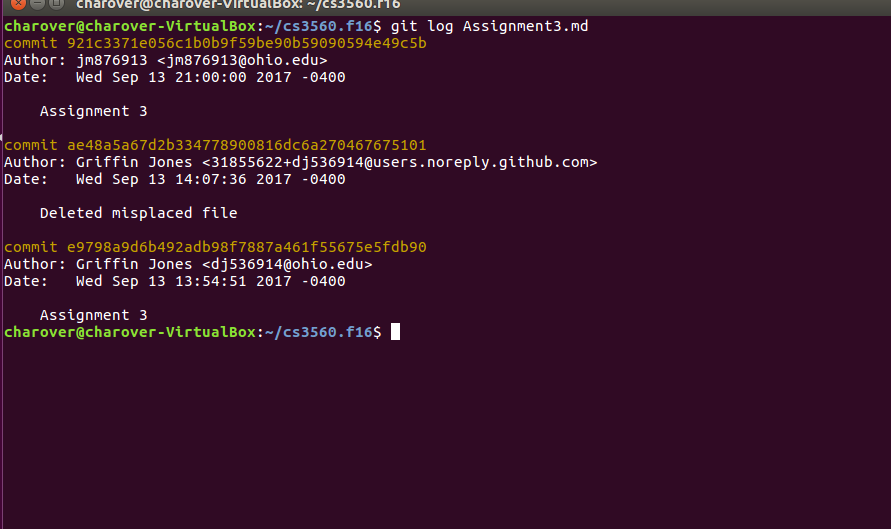 charover@charover-VirtualBox: ~/cs3560.f16
charover@charover-VirtualBox:~/cs3560.f16$ git log Assignment3.md
commit 921c3371e056c1b0b9f59be90b59090594e49c5b
Author: jm876913 <jm876913@ohio.edu>
Date:   Wed Sep 13 21:00:00 2017 -0400
    Assignment 3
commit ae48a5a67d2b334778900816dc6a270467675101
Author: Griffin Jones <31855622+dj536914@users.noreply.github.com>
Date:   Wed Sep 13 14:07:36 2017 -0400
    Deleted misplaced file
commit e9798a9d6b492adb98f7887a461f55675e5fdb90
Author: Griffin Jones <dj536914@ohio.edu>
Date:   Wed Sep 13 13:54:51 2017 -0400
    Assignment 3
charover@charover-VirtualBox:~/cs3560.f16$